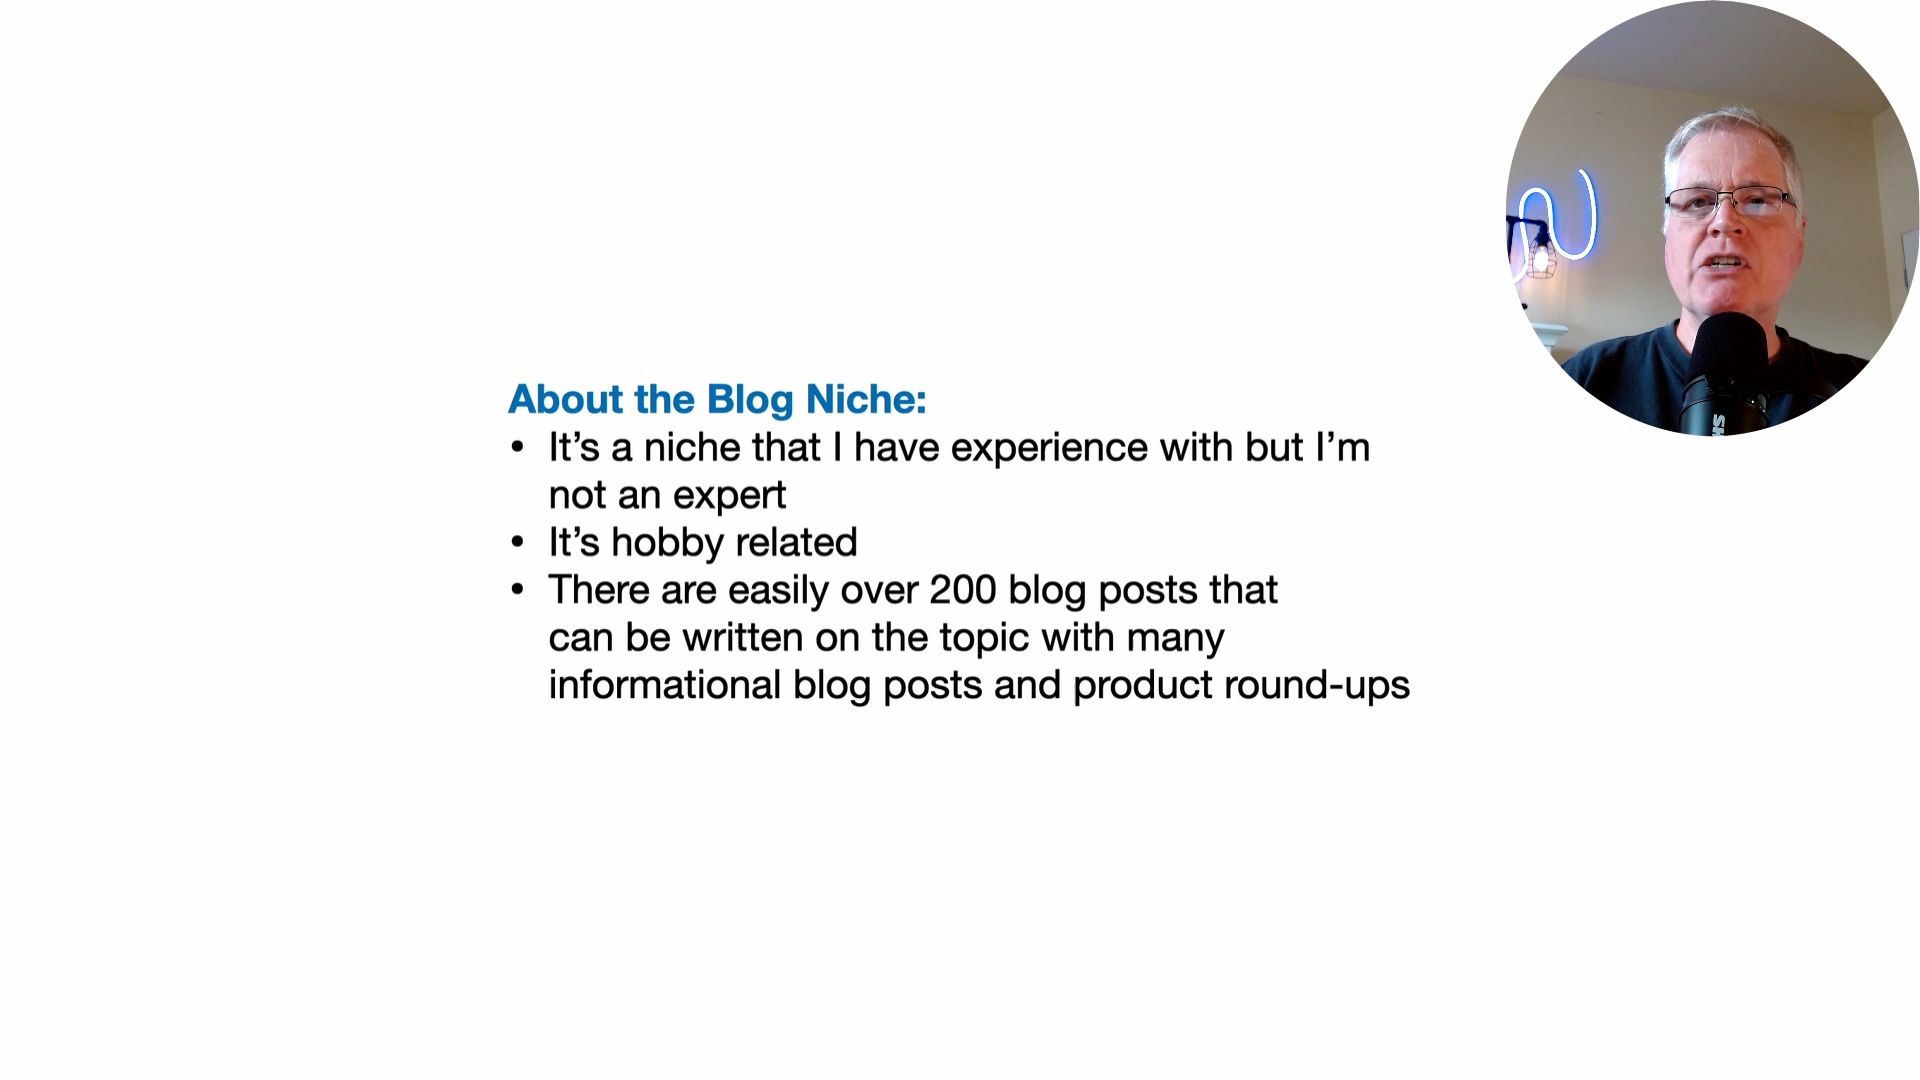 About the Blog Niche:
• It’s a niche that I have experience with but I’m
not an expert
• It’s hobby related
• There are easily over 200 blog posts that
can be written on the topic with many
informational blog posts and product round-ups
SH